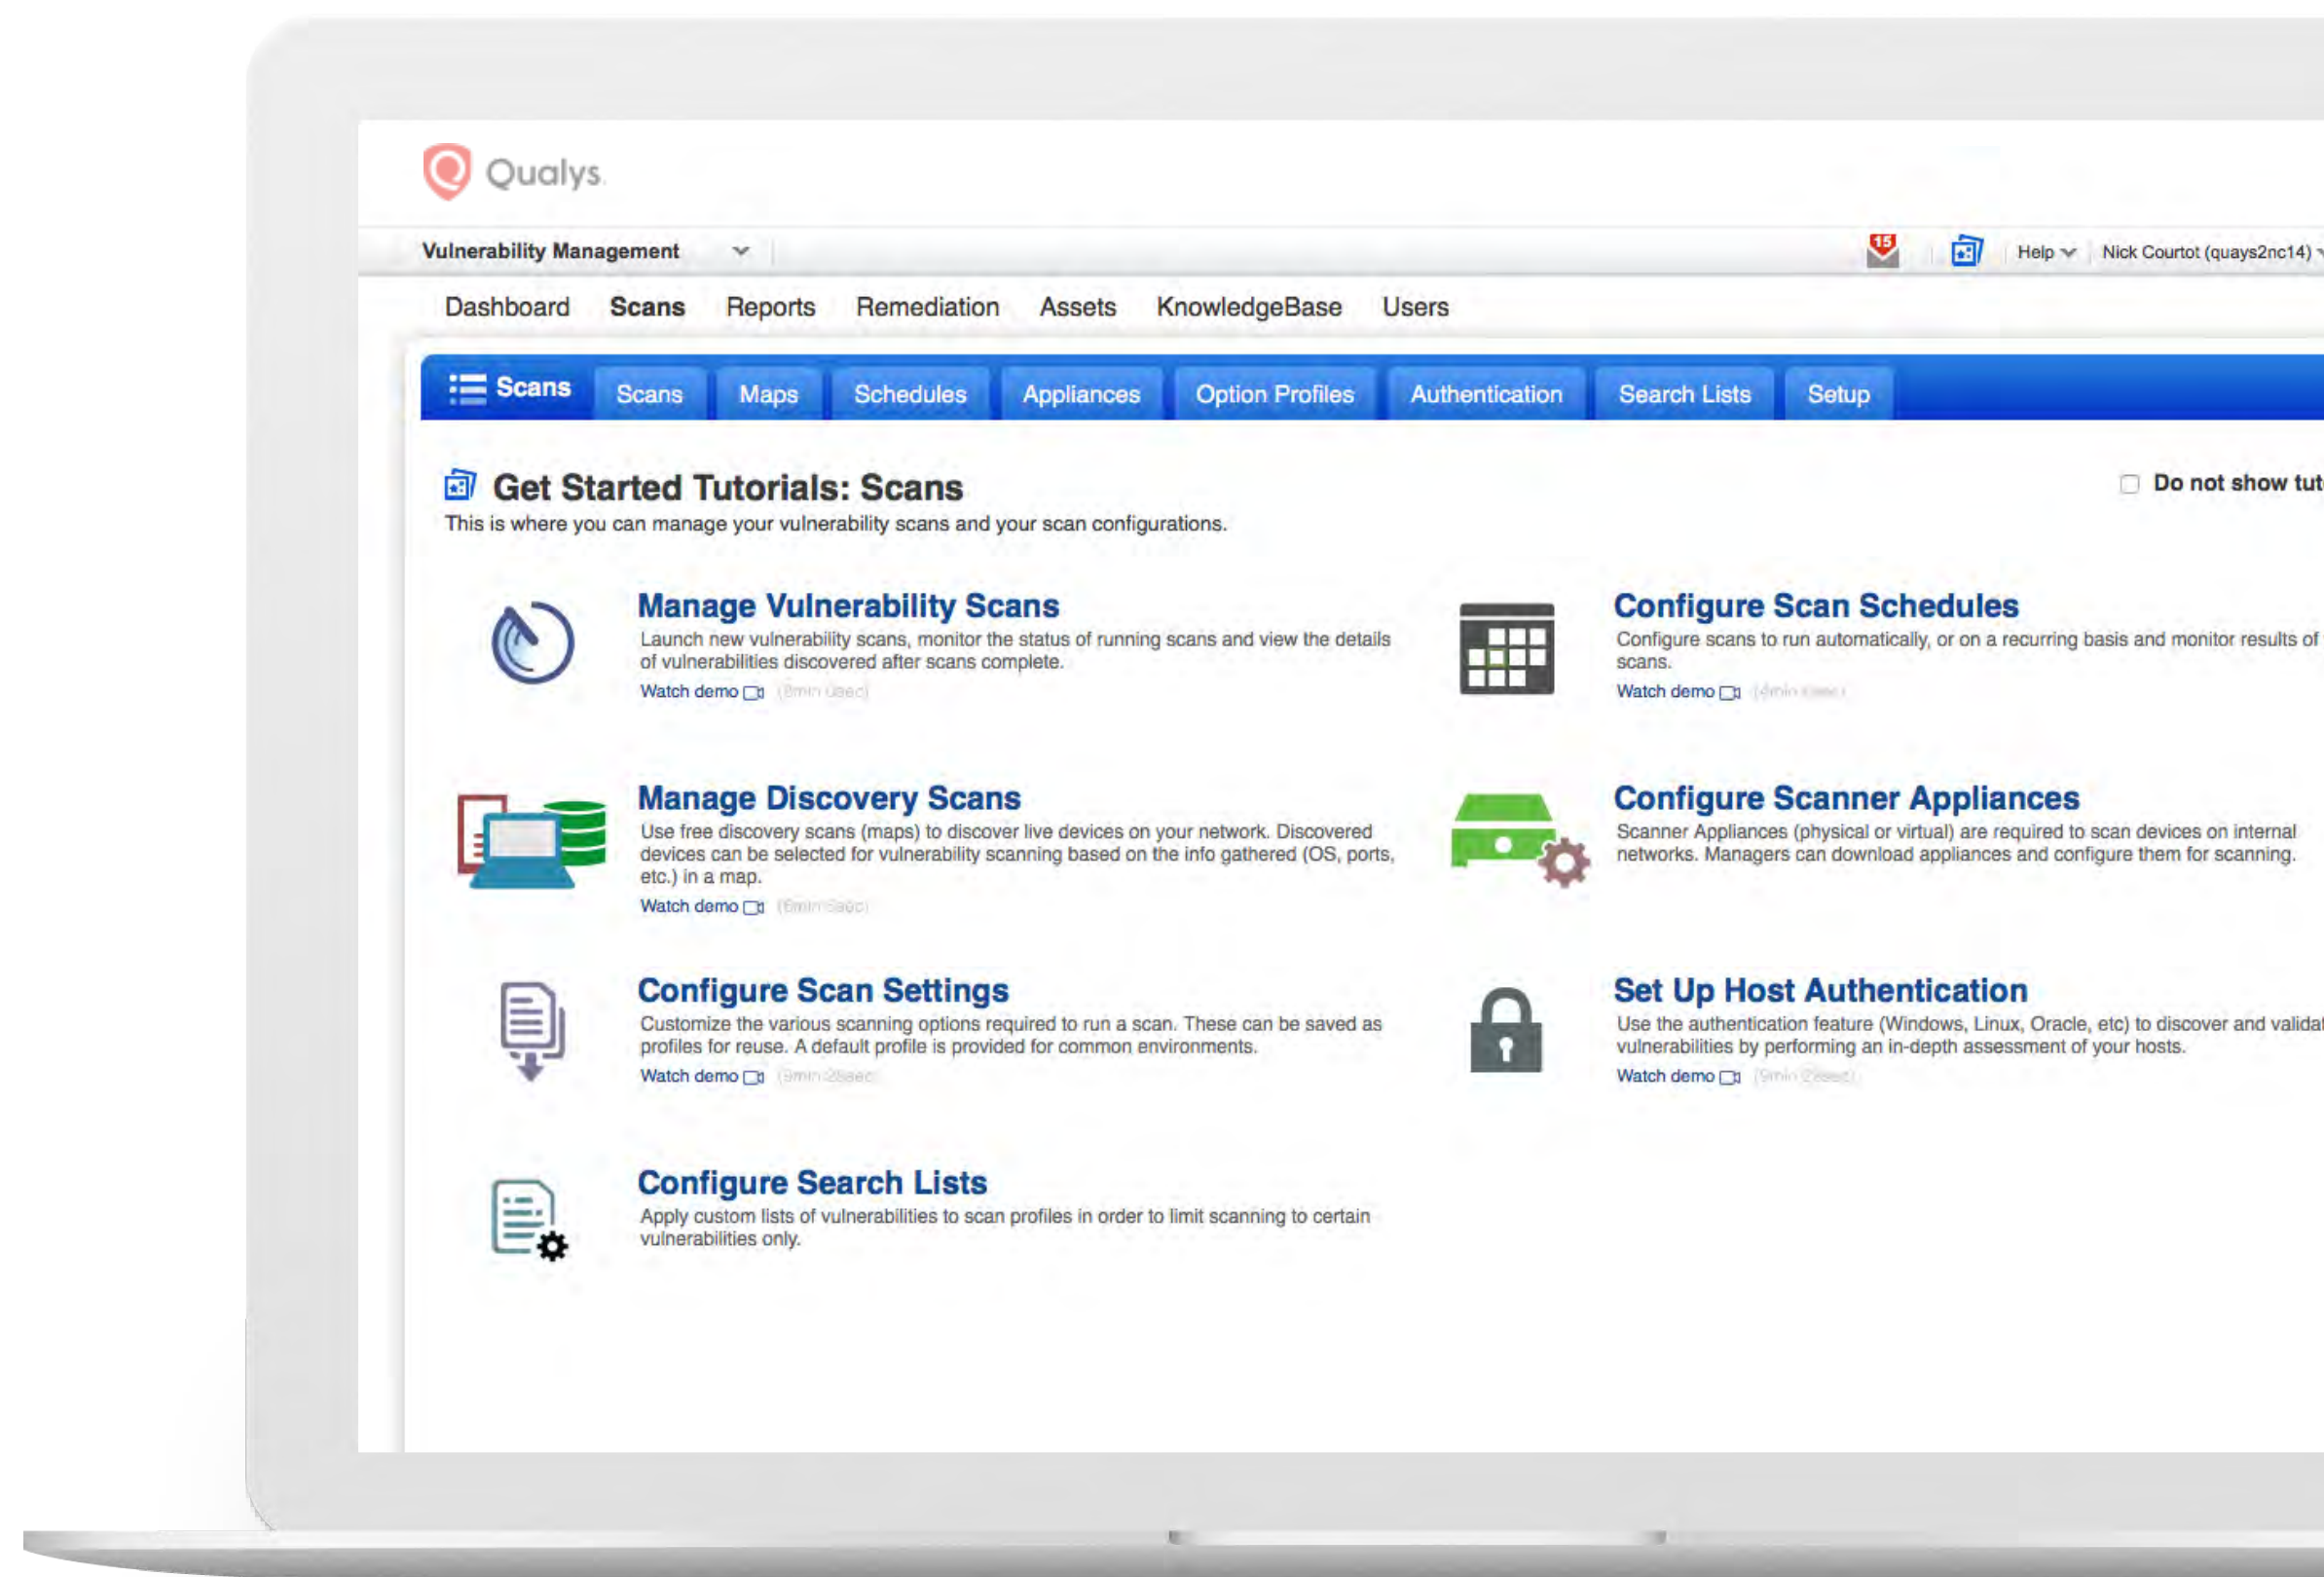 Qualys.
Vulnerability Management
15
Help
Nick Courtot (quays2nc14)
Dashboard Scans Reports Remediation Assets KnowledgeBase Users
Scans Scans Maps Schedules Appliances Option Profiles Authentication Search Lists Setup
Get Started Tutorials: Scans
Do not show
This is where you can manage your vulnerability scans and your scan configurations.
Manage Vulnerability Scans
Launch new vulnerability scans, monitor the status of running scans and view the details
of vulnerabilities discovered after scans complete.
Watch demo
Configure Scan Schedules
Configure scans to run automatically, or on a recurring basis and monitor results of
scans.
Watch demo
Manage Discovery Scans
Use free discovery scans (maps) to discover live devices on your network. Discovered
devices can be selected for vulnerability scanning based on the info gathered (OS, ports,
etc.) in a map.
Watch demo
Configure Scanner Appliances
Scanner Appliances (physical or virtual) are required to scan devices on internal
networks. Managers can download appliances and configure them for scanning.
Configure Scan Settings
Customize the various scanning options required to run a scan. These can be saved as
profiles for reuse. A default profile is provided for common environments.
Watch demo
Set Up Host Authentication
Use the authentication feature (Windows, Linux, Oracle, etc) to discover and
vulnerabilities by performing an in-depth assessment of your hosts.
Watch demo
Configure Search Lists
Apply custom lists of vulnerabilities to scan profiles in order to limit scanning to certain
vulnerabilities only.